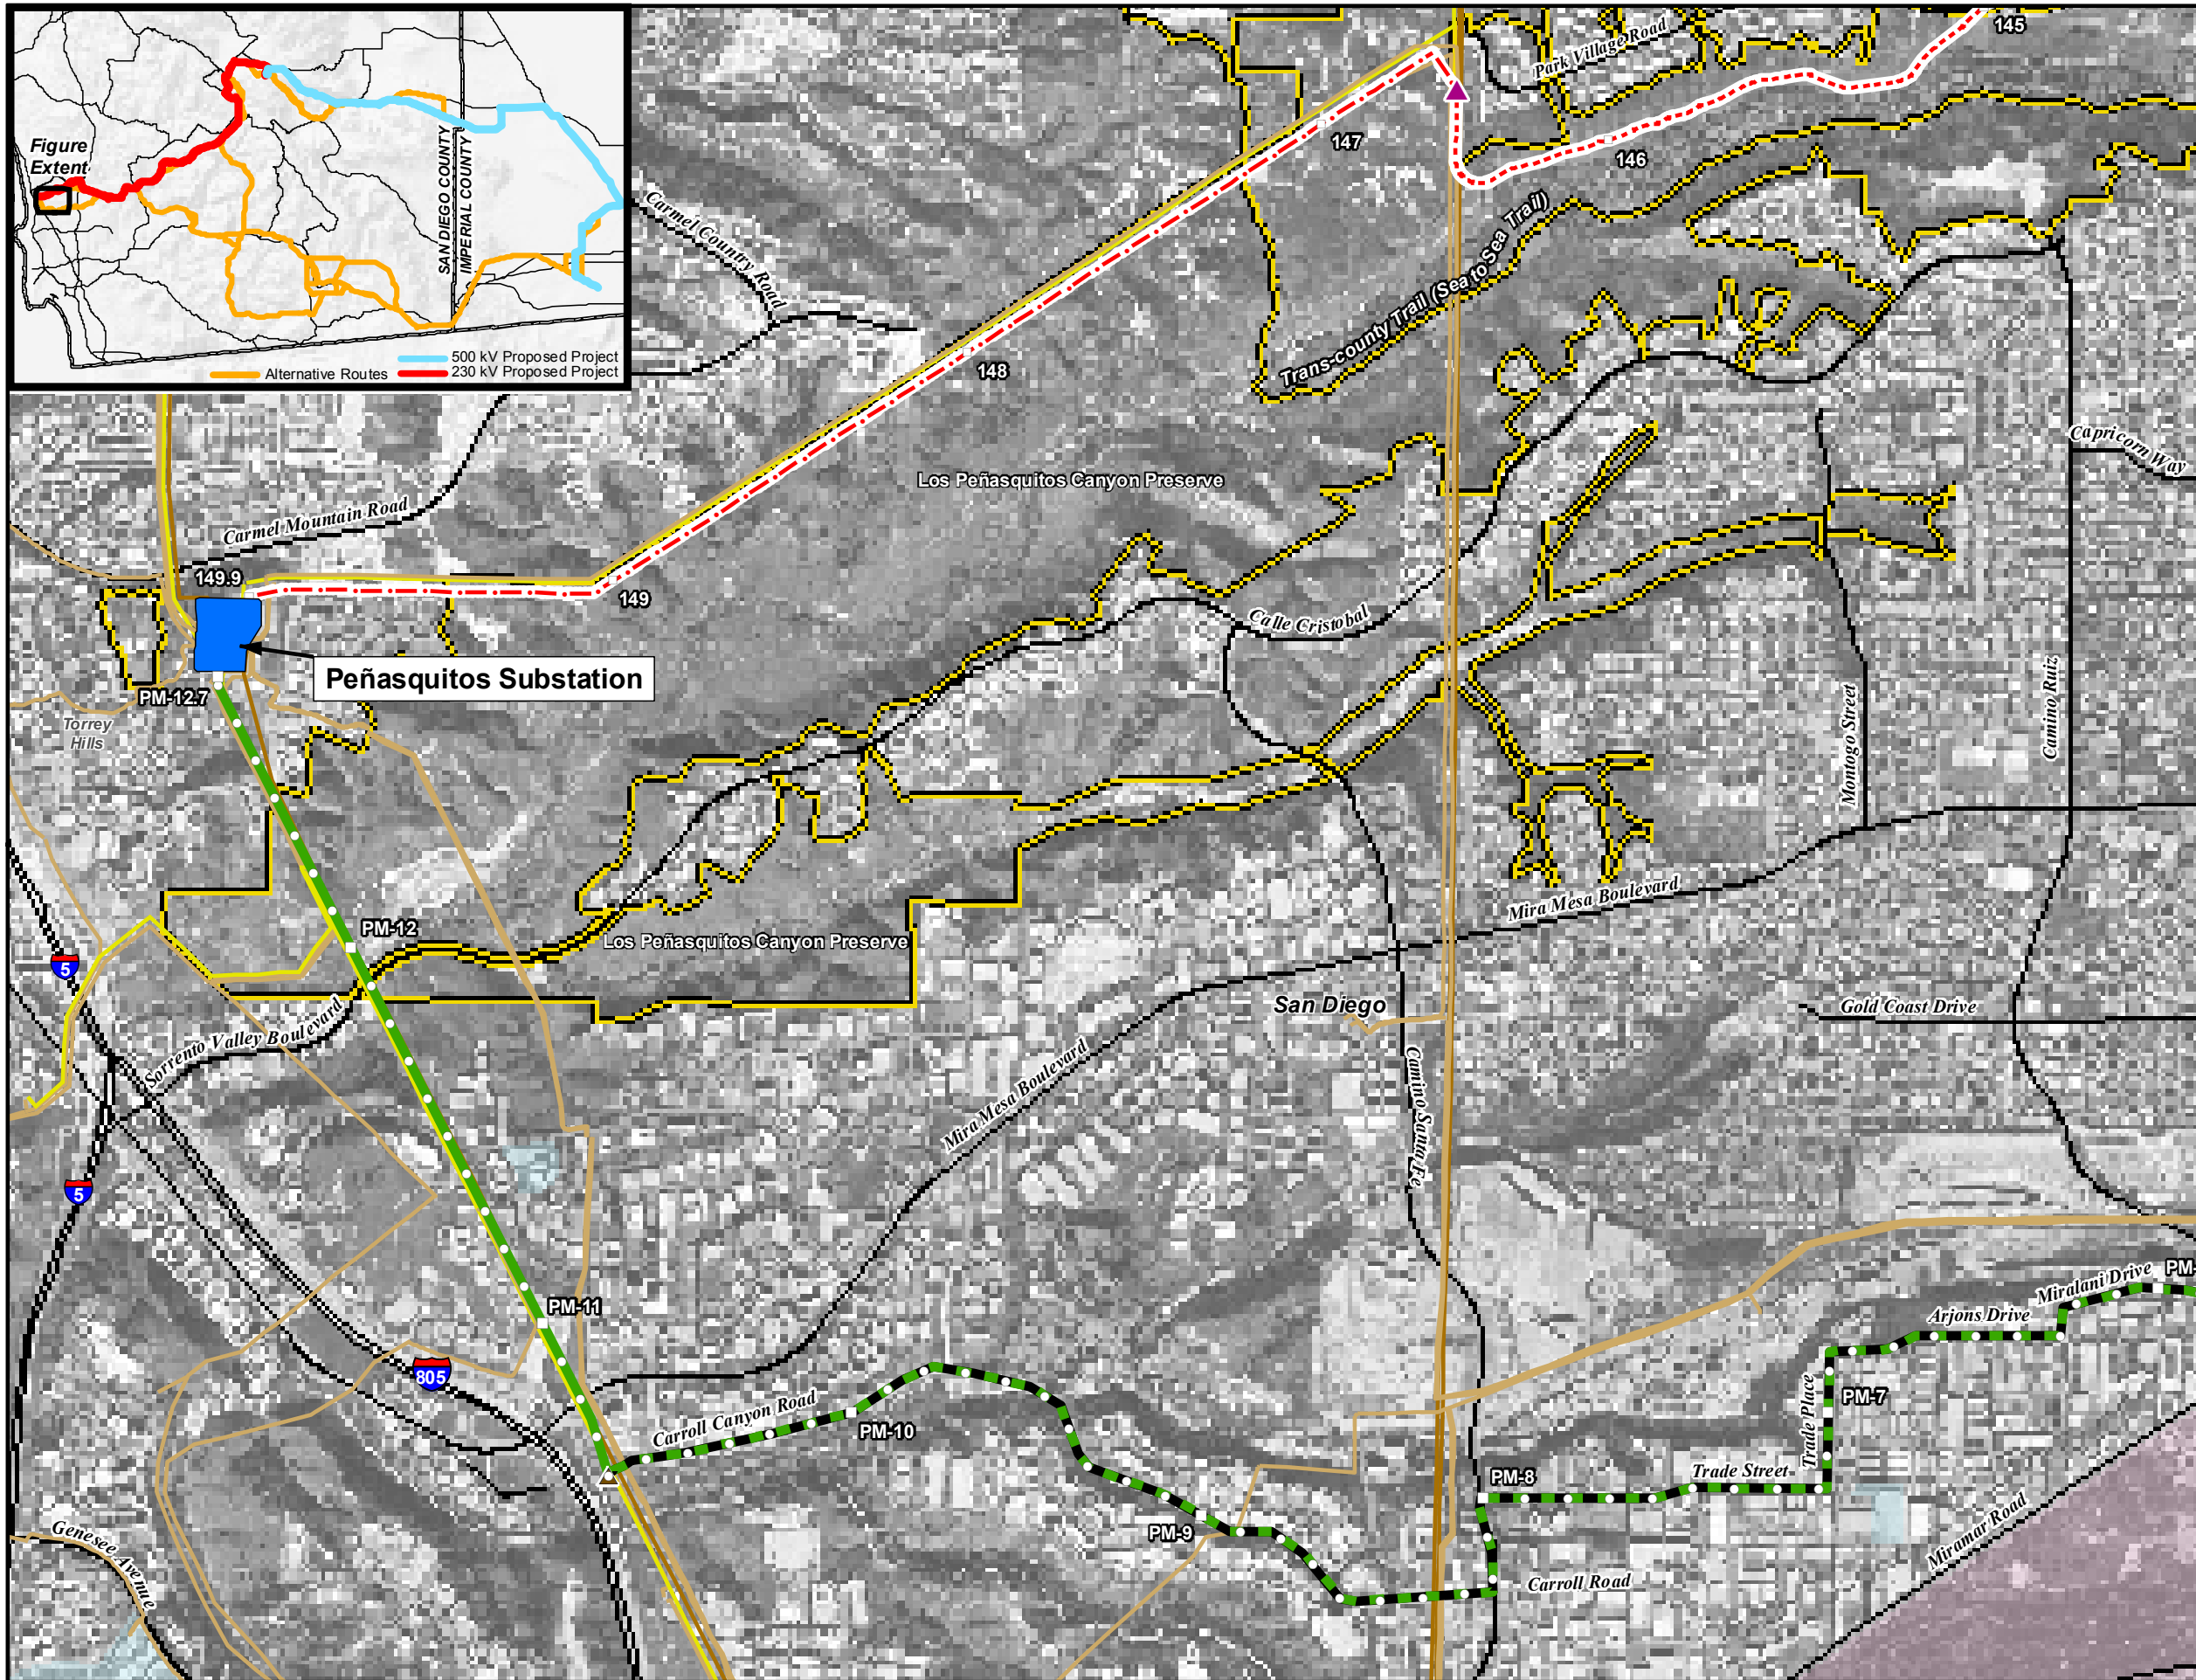 Figure
Extent
SAN DIEGO COUNTY
IMPERIAL COUNTY
500 kV Proposed Project
Alternative Routes
230 kV Proposed Project
Park Village Road
145
147
146
Carmel Country Road
Trans-county Trail (Sea to Sea Trail)
148
Capricorn Way
Los Peñasquitos Canyon Preserve
Carmel Mountain Road
149.9
149
Calle Cristobal
Peñasquitos Substation
PM-12.7
Torrey
Hills
Montogo Street
Camino Ruiz
Mira Mesa Boulevard
PM-12
Los Peñasquitos Canyon Preserve
5
San Diego
Gold Coast Drive
Sorrento Valley Boulevard
Mira Mesa Boulevard
Camino Santa Fe
5
PM-
Miralani Drive
Arjons Drive
PM-11
805
PM-7
Trade Place
Carroll Canyon Road
PM-10
Trade Street
PM-8
PM-9
Miramar Road
Genesee Avenue
Carroll Road